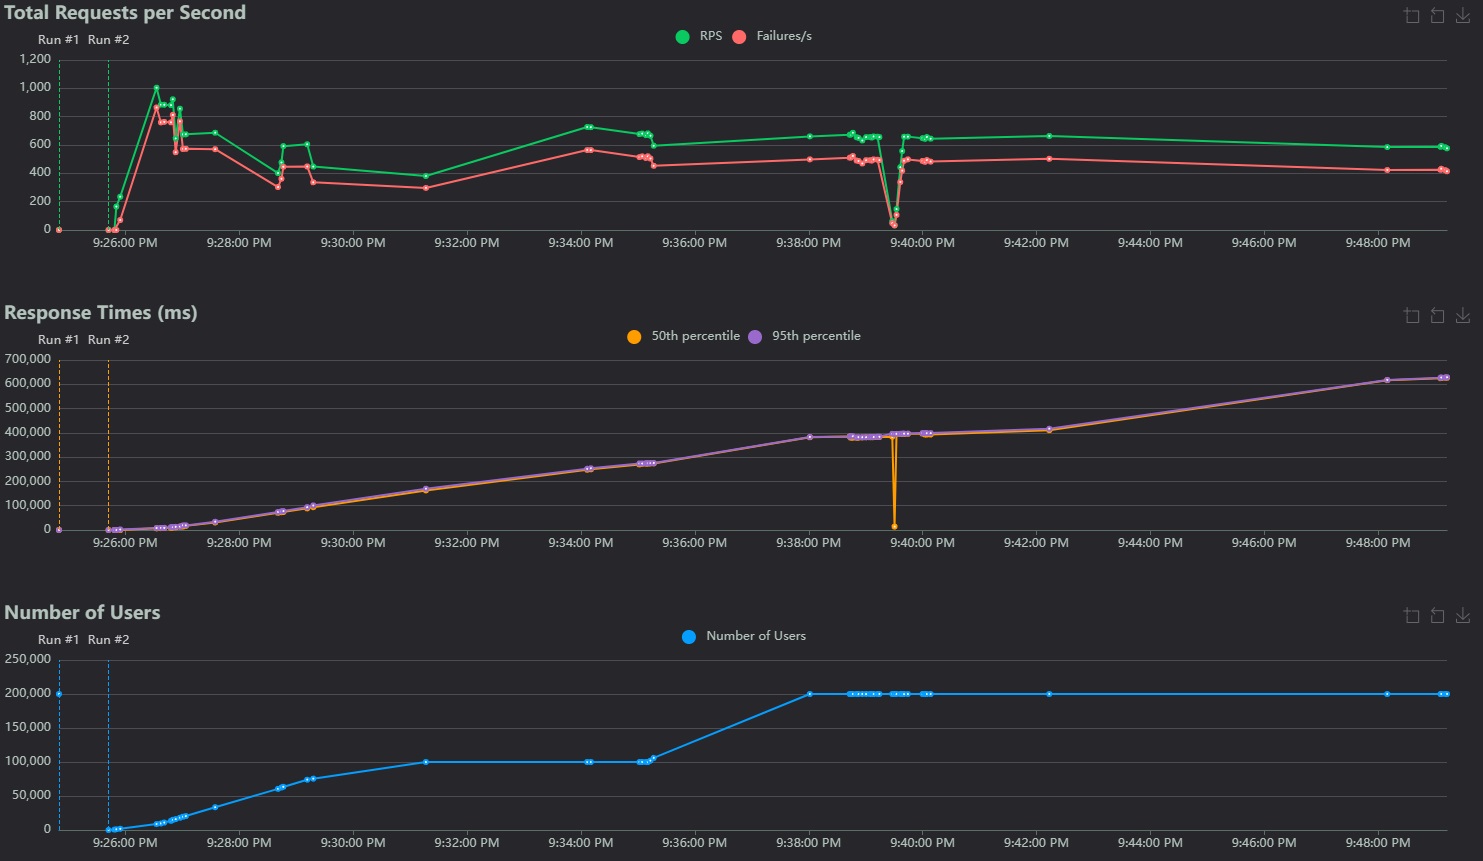 Total Requests per Second
Run #1 Run #2
RPS Failures/s
1,200
1,000
800
600
400
200
0
9:26:00 PM 9:28:00 PM 9:30:00 PM 9:32:00 PM 9:34:00 PM 9:36:00 PM 9:38:00 PM 9:40:00 PM 9:42:00 PM 9:44:00 PM 9:46:00 PM 9:48:00 PM
Response Times (ms)
Run #1 Run #2
50th percentile 95th percentile
700,000
600,000
500,000
400,000
300,000
200,000
100,000
0
9:26:00 PM 9:28:00 PM 9:30:00 PM 9:32:00 PM 9:34:00 PM 9:36:00 PM 9:38:00 PM 9:40:00 PM 9:42:00 PM 9:44:00 PM 9:46:00 PM 9:48:00 PM
Number of Users
Run #1 Run #2
Number of Users
250,000
200,000
150,000
100,000
50,000
0
9:26:00 PM 9:28:00 PM 9:30:00 PM 9:32:00 PM 9:34:00 PM 9:36:00 PM 9:38:00 PM 9:40:00 PM 9:42:00 PM 9:44:00 PM 9:46:00 PM 9:48:00 PM